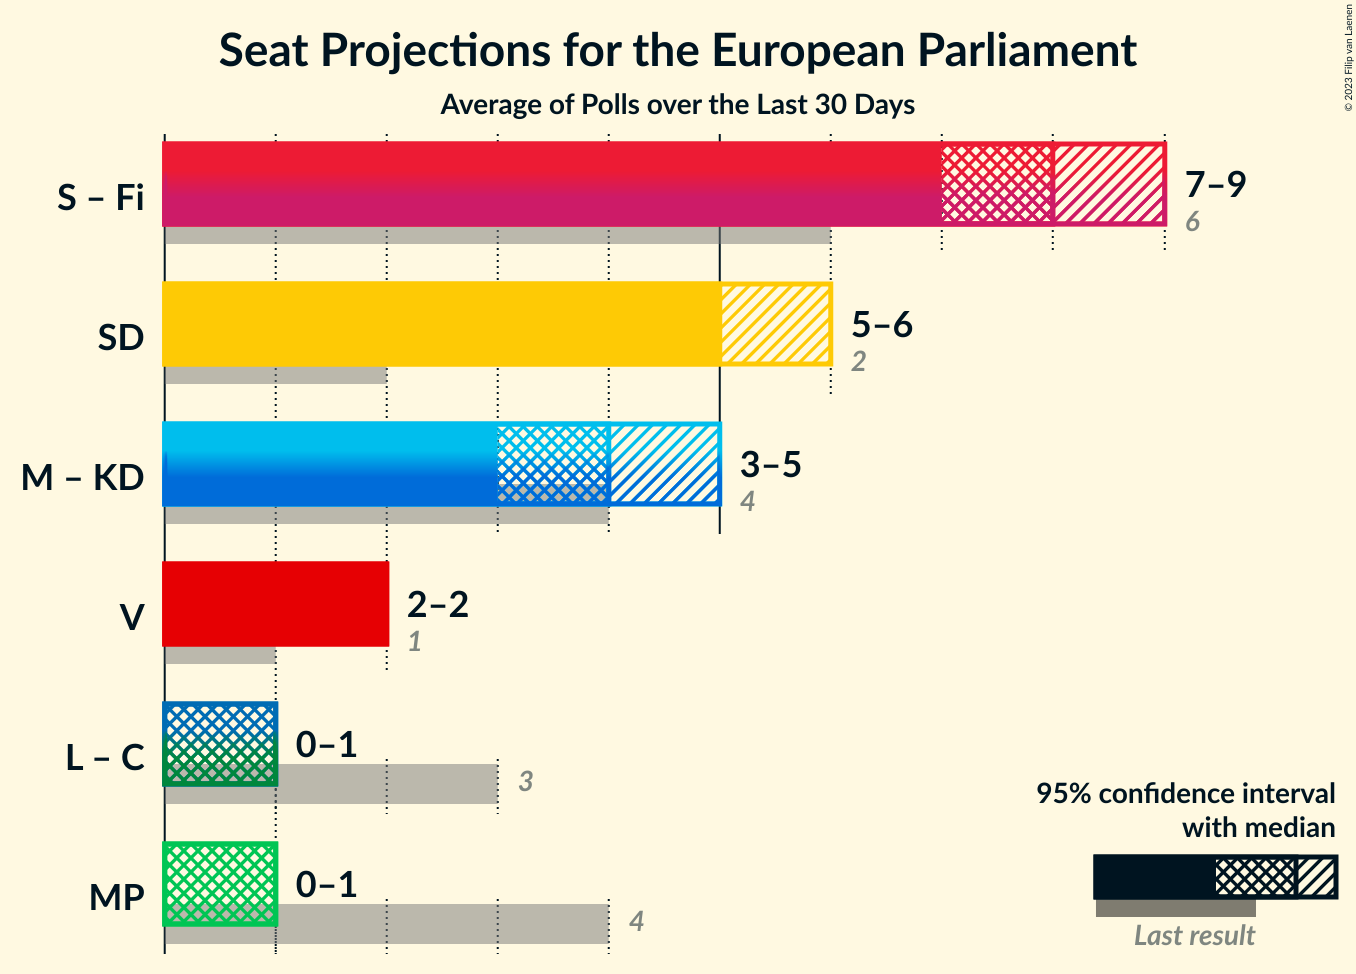 Seat Projections for the European Parliament
Average of Polls over the Last 30 Days
© 2023 Filip van Laenen
S – Fi
7–9
6
SD
5–6
2
M – KD
3–5
4
V
2–2
1
L – C
0–1
3
MP
0–1
4
95% confidence interval
with median
Last result